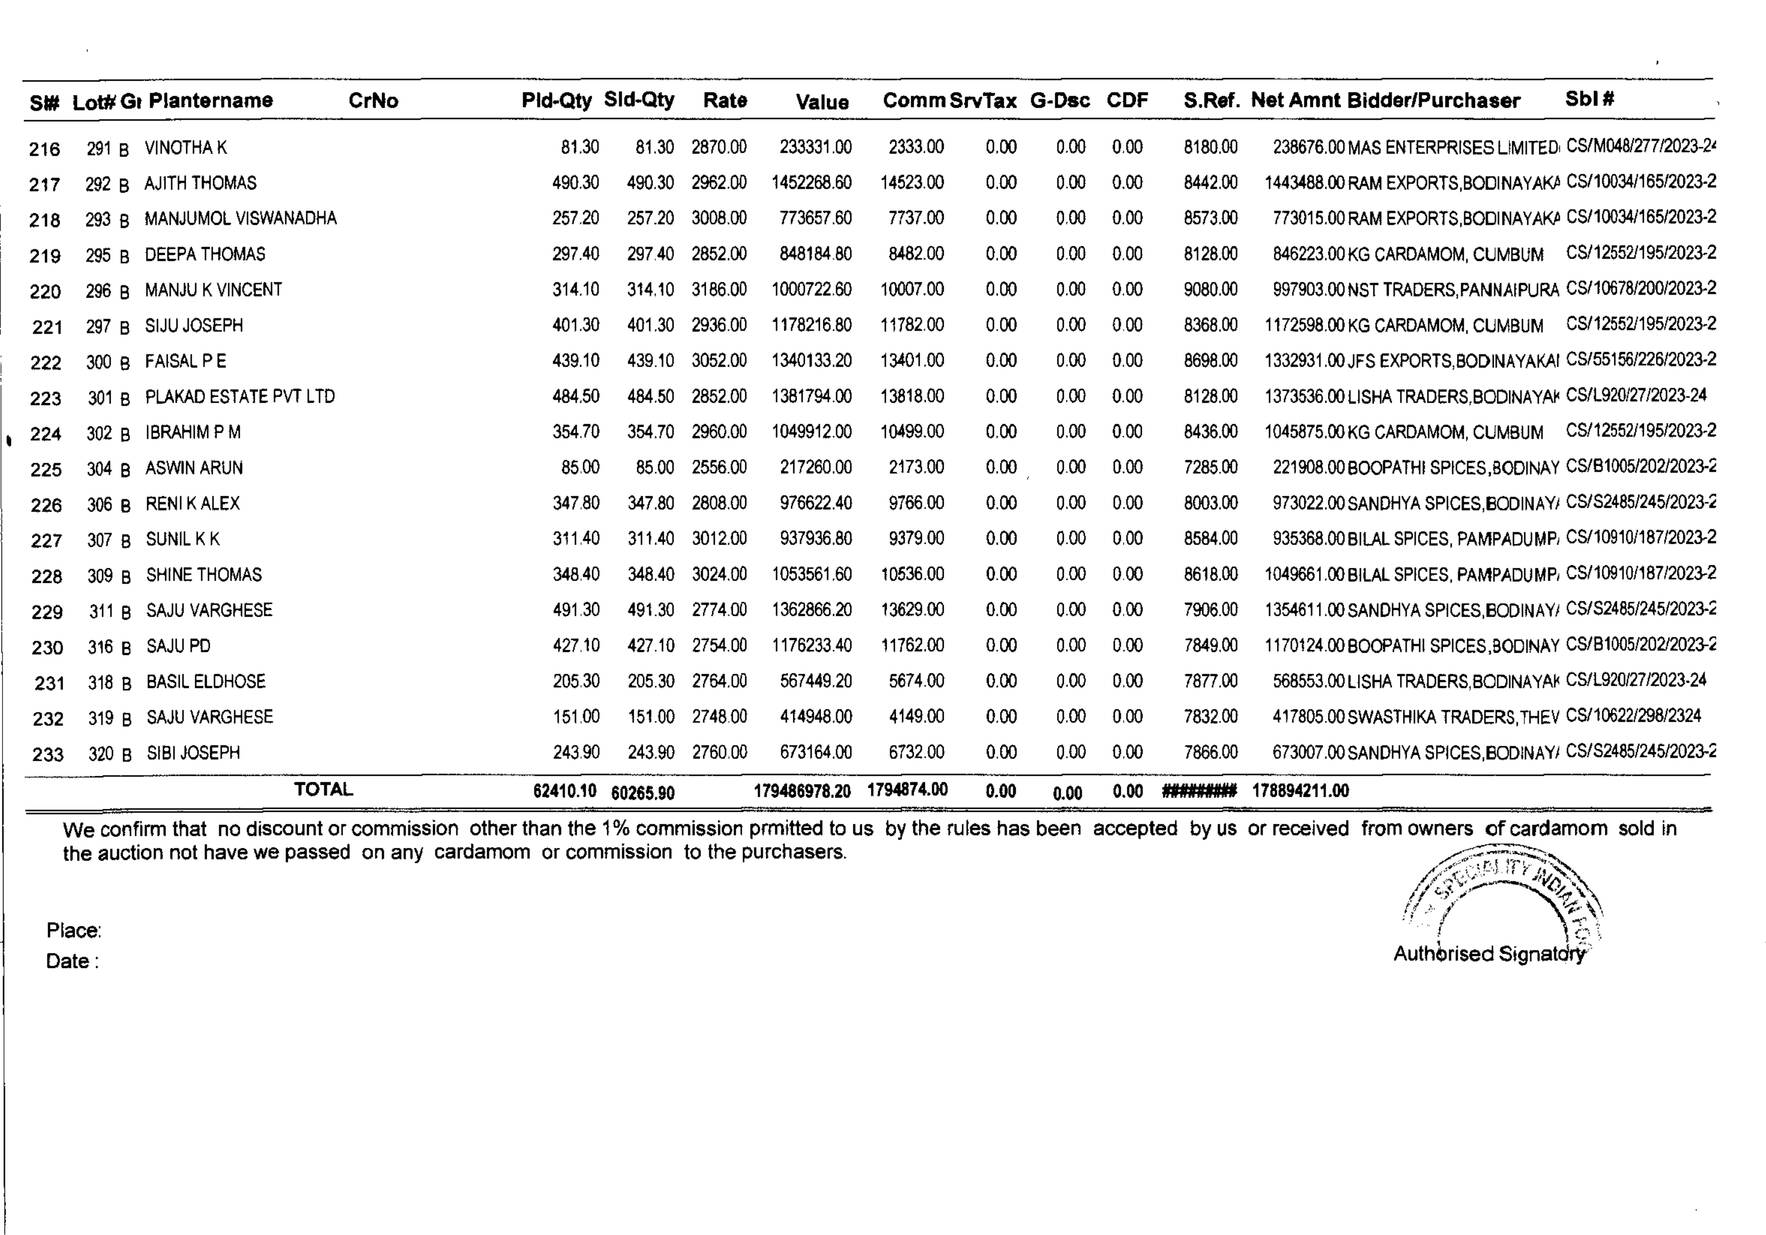 Sl# Lot# Gr Plantername CrNo Pld-Qty Sld-Qty Rate Value Comm SrvTax G-Dsc CDF S.Ref. Net Amnt Bidder/Purchaser Sbl #
216 291 B VINOTHA K 81.30 81.30 2870.00 233331.00 2333.00 0.00 0.00 0.00 8180.00 238676.00 MAS ENTERPRISES LIMITED CS/M048/277/2023-24
217 292 B AJITH THOMAS 490.30 490.30 2962.00 1452268.60 14523.00 0.00 0.00 0.00 8442.00 1443488.00 RAM EXPORTS,BODINAYAKA CS/10034/165/2023-2
218 293 B MANJUMOL VISWANADHA 257.20 257.20 3008.00 773657.60 7737.00 0.00 0.00 0.00 8573.00 773015.00 RAM EXPORTS,BODINAYAKA CS/10034/165/2023-2
219 295 B DEEPA THOMAS 297.40 297.40 2852.00 848184.80 8482.00 0.00 0.00 0.00 8128.00 846223.00 KG CARDAMOM, CUMBUM CS/12552/195/2023-2
220 296 B MANJU K VINCENT 314.10 314.10 3186.00 1000722.60 10007.00 0.00 0.00 0.00 9080.00 997903.00 NST TRADERS,PANNAIPURA CS/10678/200/2023-2
221 297 B SIJU JOSEPH 401.30 401.30 2936.00 1178216.80 11782.00 0.00 0.00 0.00 8368.00 1172598.00 KG CARDAMOM, CUMBUM CS/12552/195/2023-2
222 300 B FAISAL P E 439.10 439.10 3052.00 1340133.20 13401.00 0.00 0.00 0.00 8698.00 1332931.00 JFS EXPORTS,BODINAYAKA CS/55156/226/2023-2
223 301 B PLAKAD ESTATE PVT LTD 484.50 484.50 2852.00 1381794.00 13818.00 0.00 0.00 0.00 8128.00 1373536.00 LISHA TRADERS,BODINAYAK CS/L920/27/2023-24
224 302 B IBRAHIM P M 354.70 354.70 2960.00 1049912.00 10499.00 0.00 0.00 0.00 8436.00 1045875.00 KG CARDAMOM, CUMBUM CS/12552/195/2023-2
225 304 B ASWIN ARUN 85.00 85.00 2556.00 217260.00 2173.00 0.00 0.00 0.00 7285.00 221908.00 BOOPATHI SPICES,BODINAY CS/B1005/202/2023-2
226 306 B RENI K ALEX 347.80 347.80 2808.00 976622.40 9766.00 0.00 0.00 0.00 8003.00 973022.00 SANDHYA SPICES,BODINAY CS/S2485/245/2023-2
227 307 B SUNIL K K 311.40 311.40 3012.00 937936.80 9379.00 0.00 0.00 0.00 8584.00 935368.00 BILAL SPICES, PAMPADUMP CS/10910/187/2023-2
228 309 B SHINE THOMAS 348.40 348.40 3024.00 1053561.60 10536.00 0.00 0.00 0.00 8618.00 1049661.00 BILAL SPICES, PAMPADUMP CS/10910/187/2023-2
229 311 B SAJU VARGHESE 491.30 491.30 2774.00 1362866.20 13629.00 0.00 0.00 0.00 7906.00 1354611.00 SANDHYA SPICES,BODINAY CS/S2485/245/2023-2
230 316 B SAJU PD 427.10 427.10 2754.00 1176233.40 11762.00 0.00 0.00 0.00 7849.00 1170124.00 BOOPATHI SPICES,BODINAY CS/B1005/202/2023-2
231 318 B BASIL ELDHOSE 205.30 205.30 2764.00 567449.20 5674.00 0.00 0.00 0.00 7877.00 568553.00 LISHA TRADERS,BODINAYAK CS/L920/27/2023-24
232 319 B SAJU VARGHESE 151.00 151.00 2748.00 414948.00 4149.00 0.00 0.00 0.00 7832.00 417805.00 SWASTHIKA TRADERS,THEV CS/10622/298/2324
233 320 B SIBI JOSEPH 243.90 243.90 2760.00 673164.00 6732.00 0.00 0.00 0.00 7866.00 673007.00 SANDHYA SPICES,BODINAY CS/S2485/245/2023-2
TOTAL 62410.10 60265.90 179486978.20 1794874.00 0.00 0.00 0.00 ######### 178894211.00
We confirm that no discount or commission other than the 1% commission prmitted to us by the rules has been accepted by us or received from owners of cardamom sold in
the auction not have we passed on any cardamom or commission to the purchasers.
SPECIALITY INDIAN FOO
Place:
Authorised Signatory
Date :